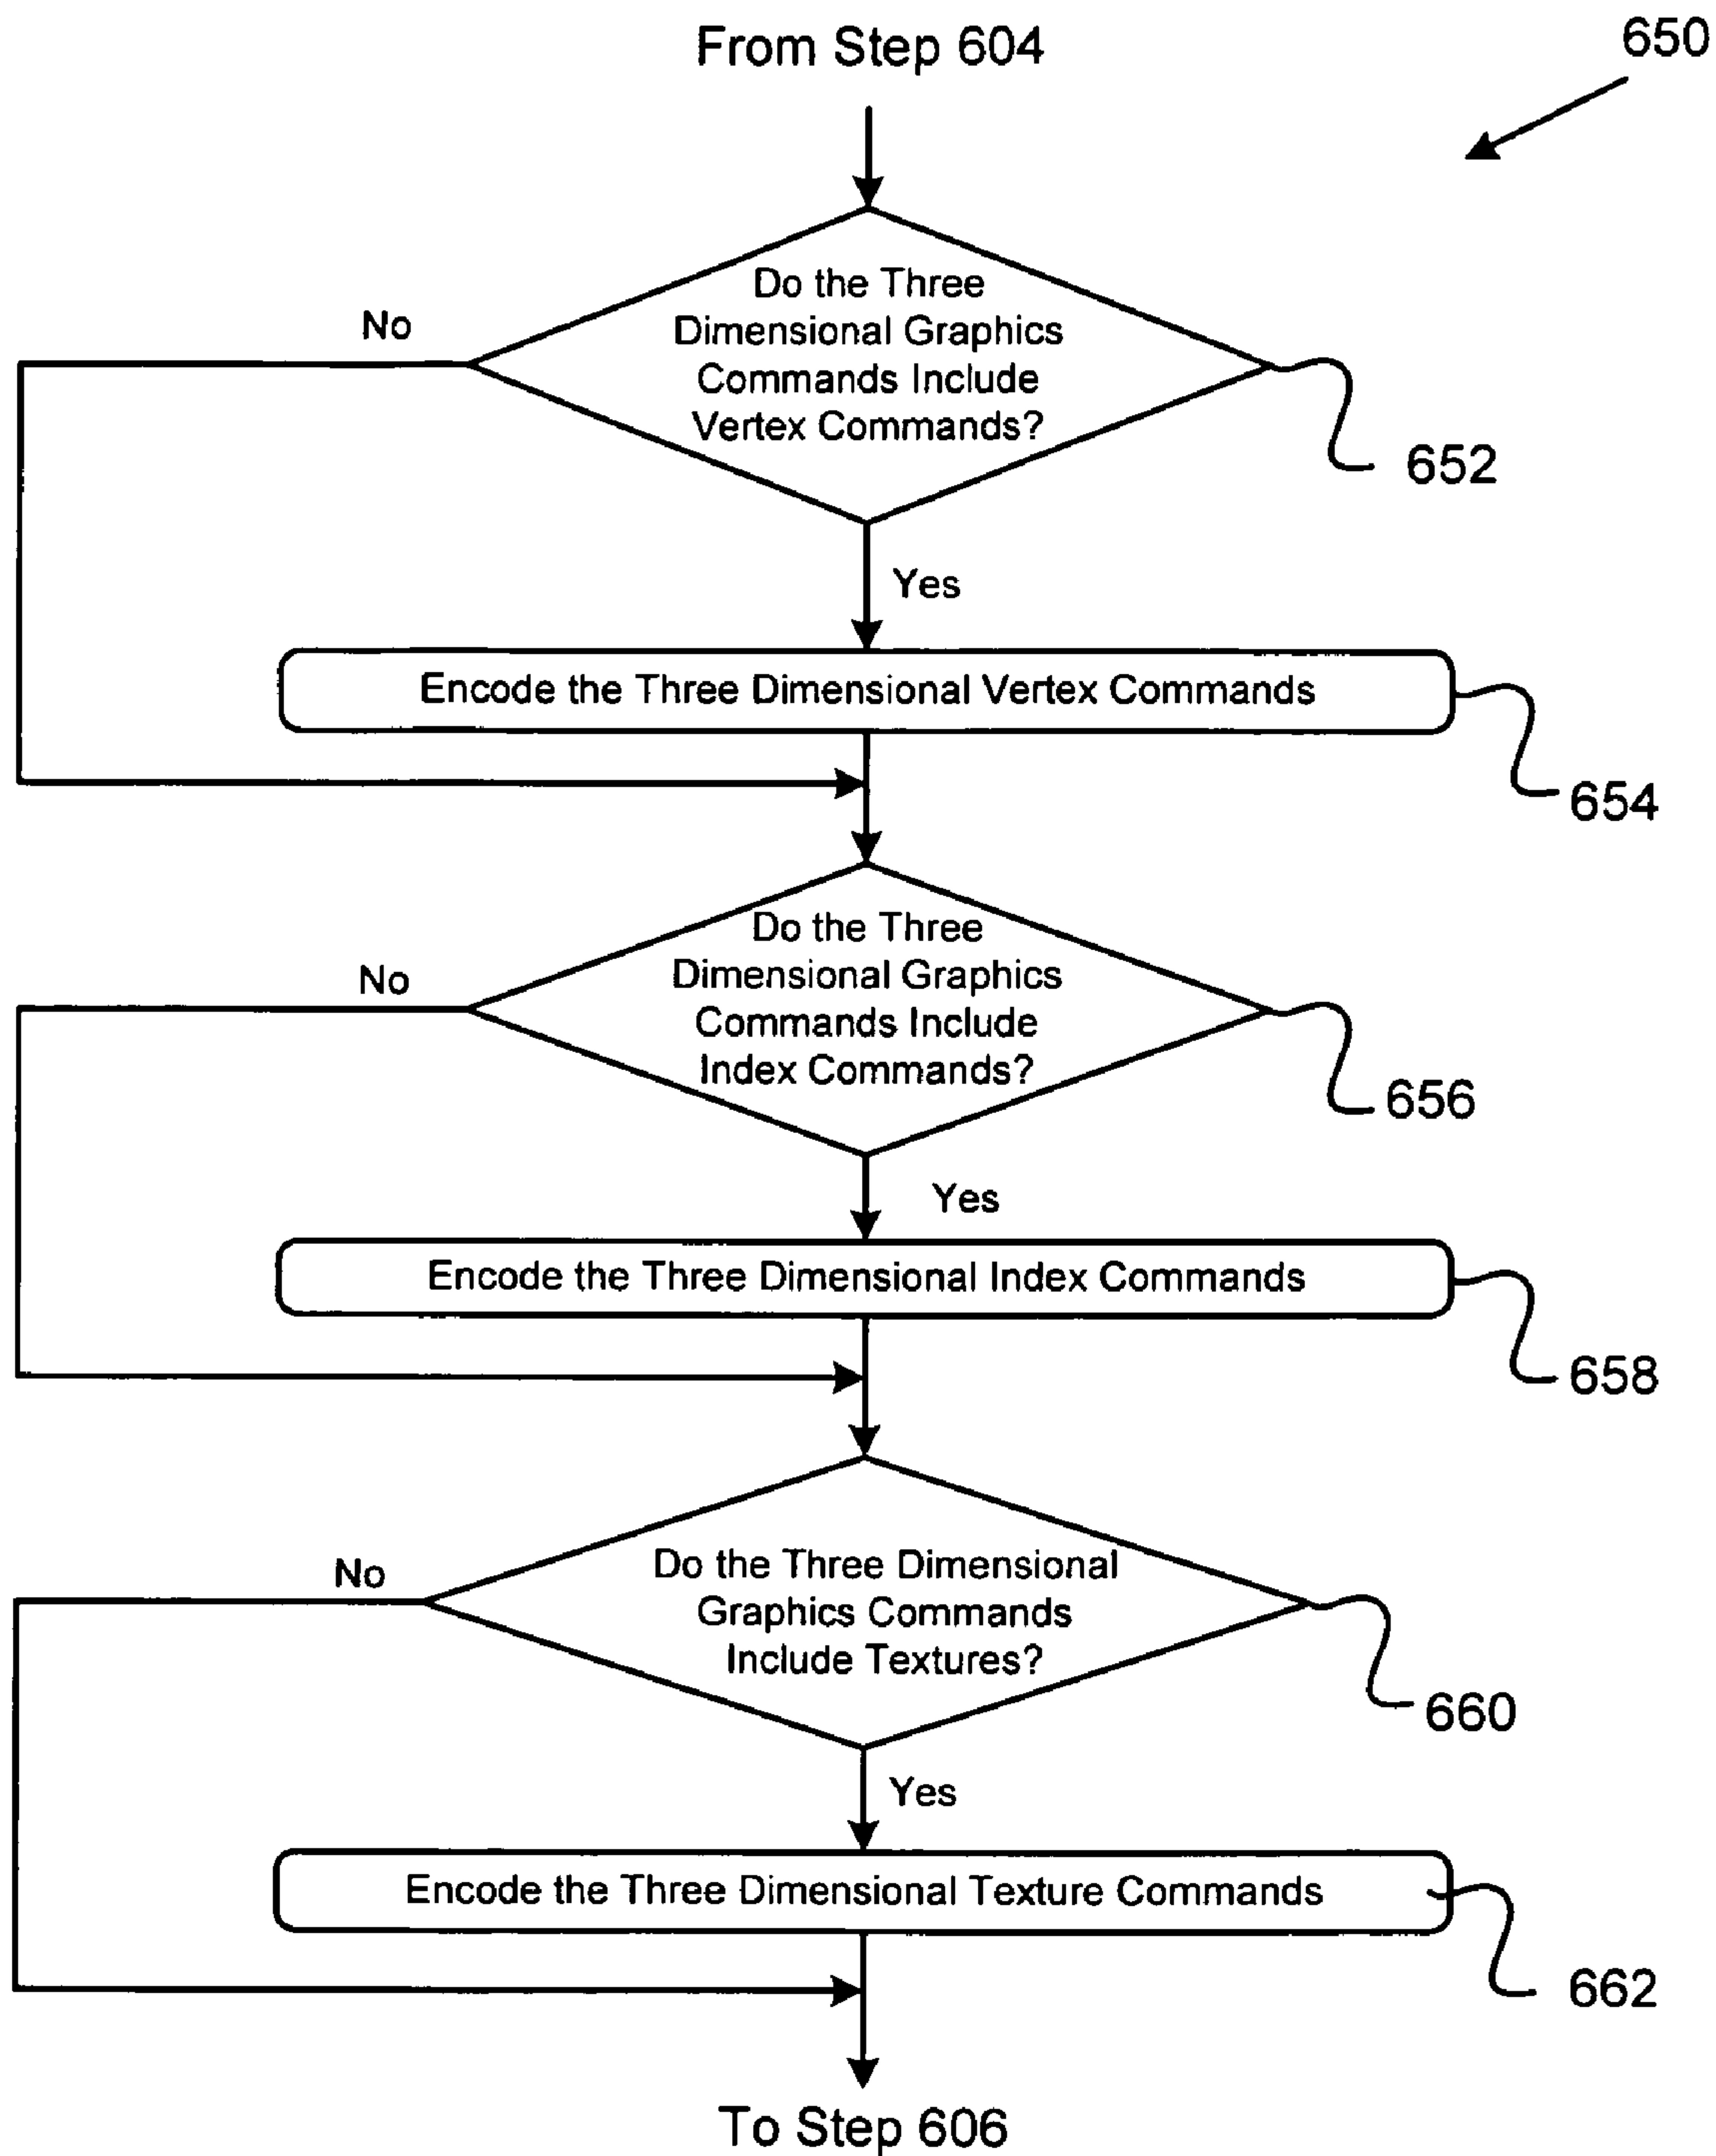 From Step 604
650
Do the Three
Dimensional Graphics
Commands Include
Vertex Commands?
No
652
Yes
Encode the Three Dimensional Vertex Commands
654
Do the Three
Dimensional Graphics
Commands Include
Index Commands?
No
656
Yes
Encode the Three Dimensional Index Commands
658
Do the Three Dimensional
Graphics Commands
Include Textures?
No
660
Yes
Encode the Three Dimensional Texture Commands
662
To Step 606